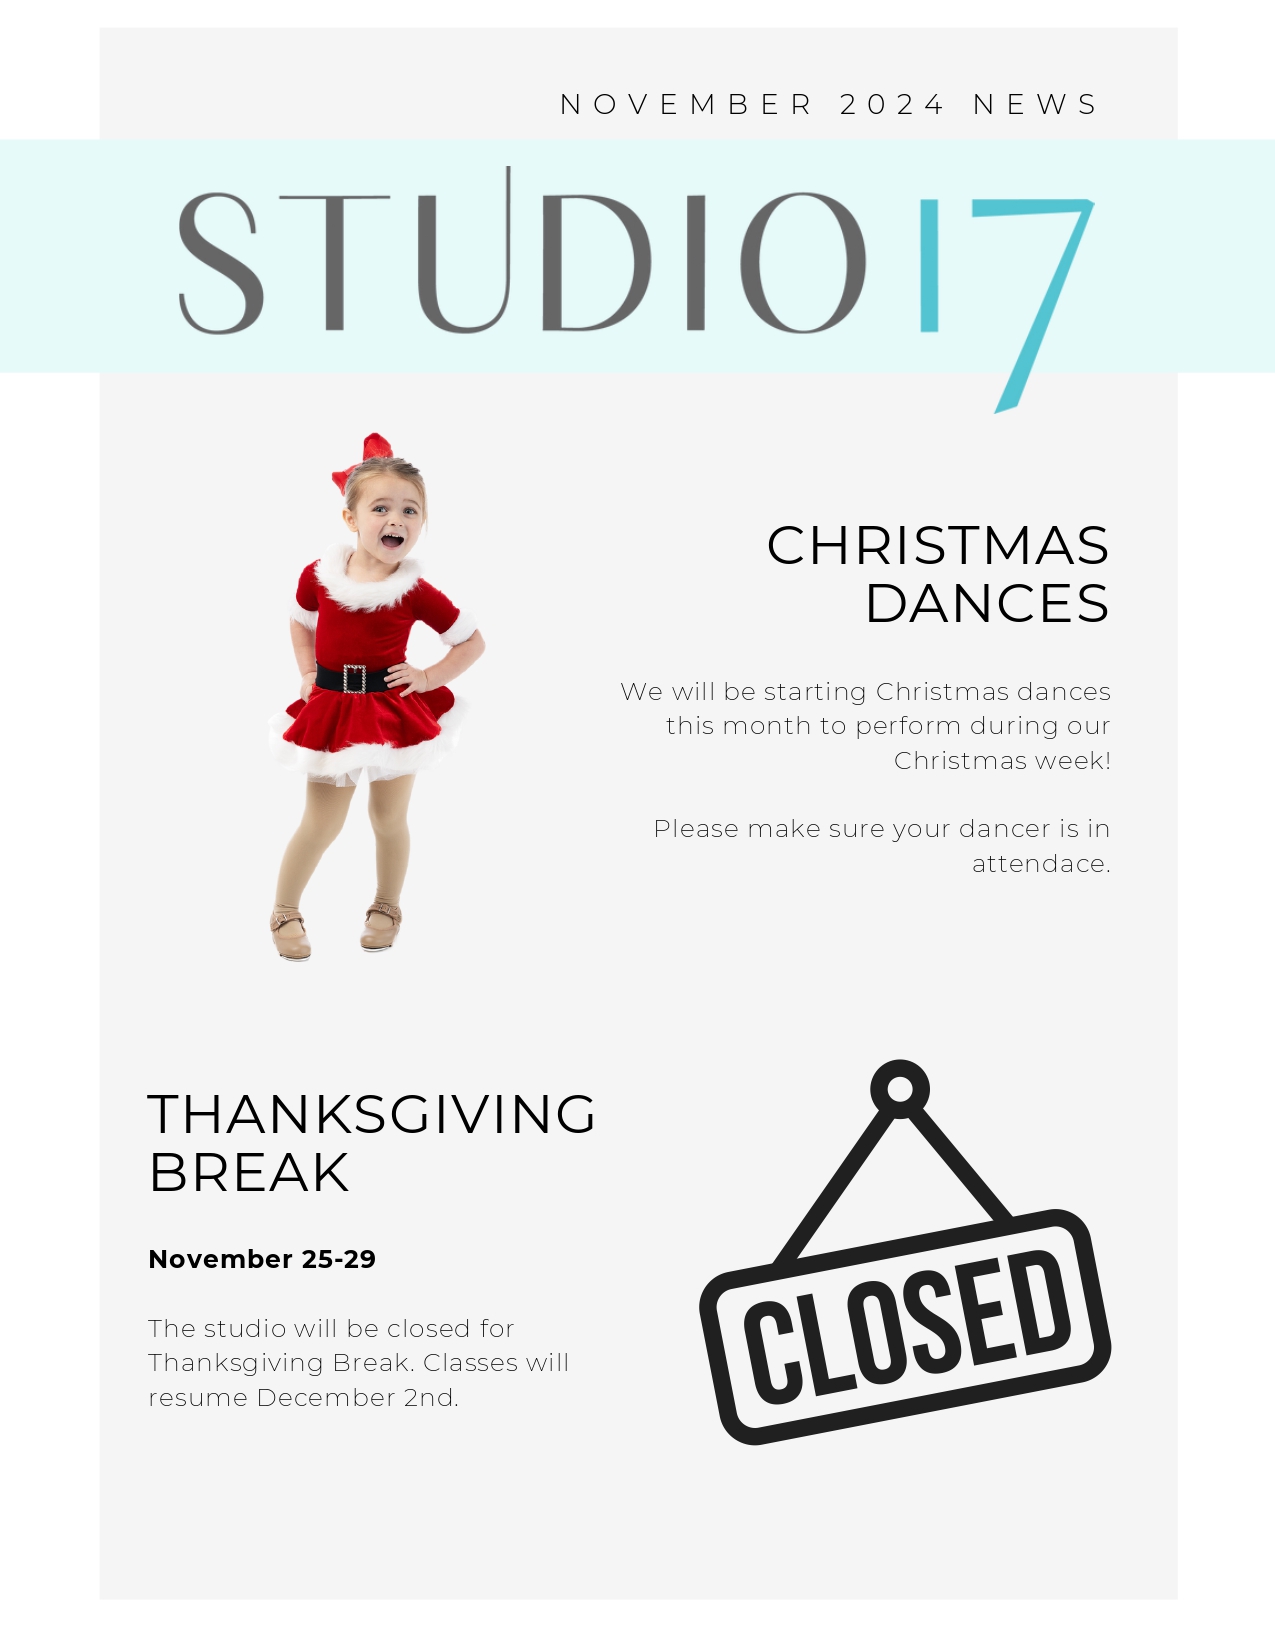 NOVEMBER 2024 NEWS
STUDIO17
CHRISTMAS
DANCES
We will be starting Christmas dances
this month to perform during our
Christmas week!
Please make sure your dancer is in
attendace.
THANKSGIVING
BREAK
November 25-29
The studio will be closed for
Thanksgiving Break. Classes will
resume December 2nd.
CLOSED